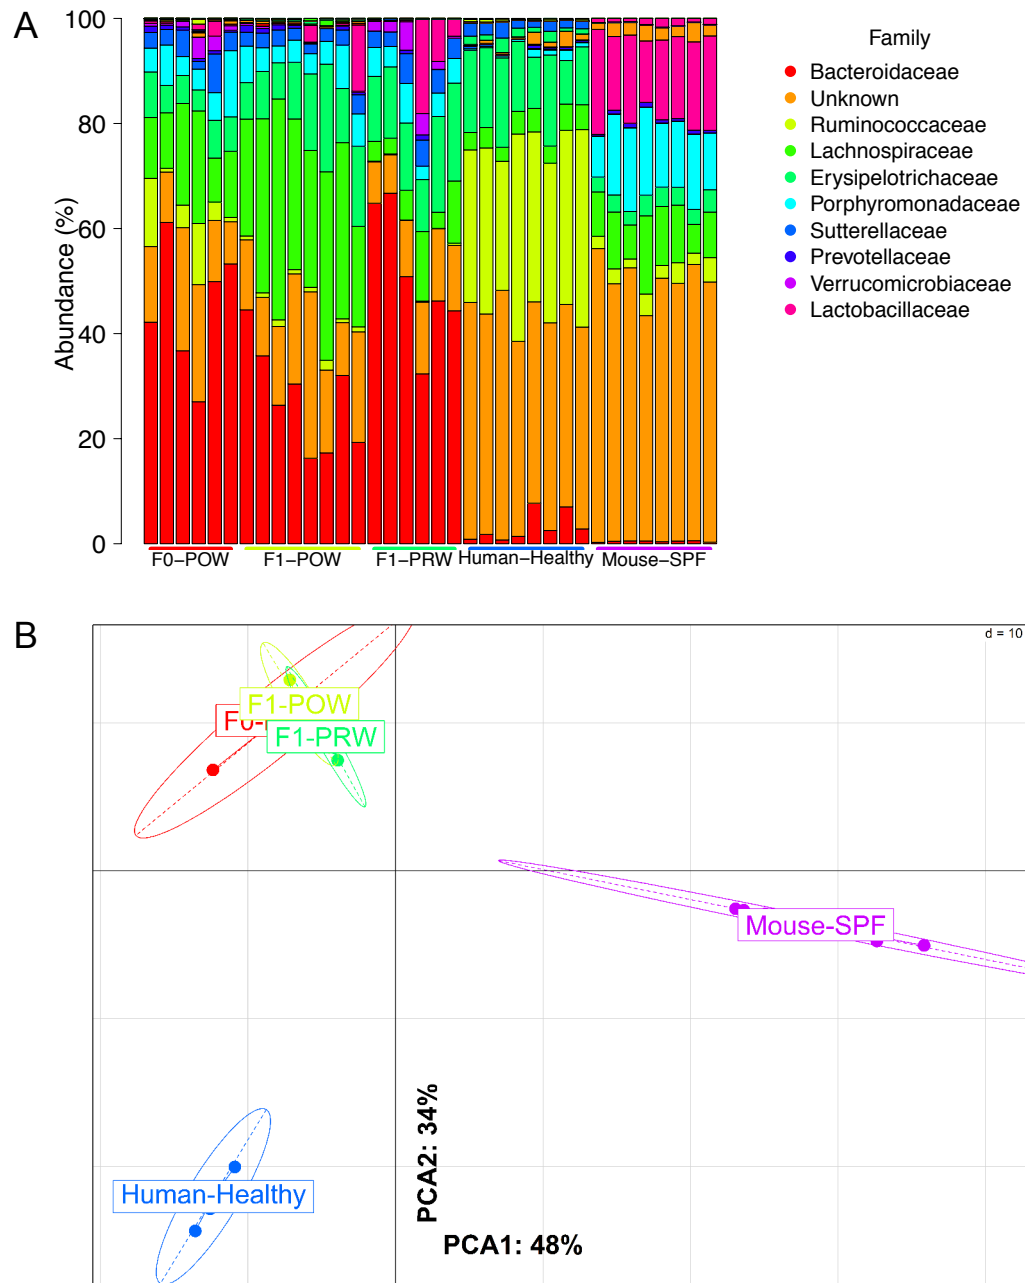 A
100
80
60
40
20
0
Abundance (%)
F0–POW
F1–POW
F1–PRW
Human–Healthy
Mouse–SPF
Family
Bacteroidaceae
Unknown
Ruminococcaceae
Lachnospiraceae
Erysipelotrichaceae
Porphyromonadaceae
Sutterellaceae
Prevotellaceae
Verrucomicrobiaceae
Lactobacillaceae
B
d = 10
F1-POW
F0-
F1-PRW
Mouse-SPF
Human-Healthy
PCA2: 34%
PCA1: 48%